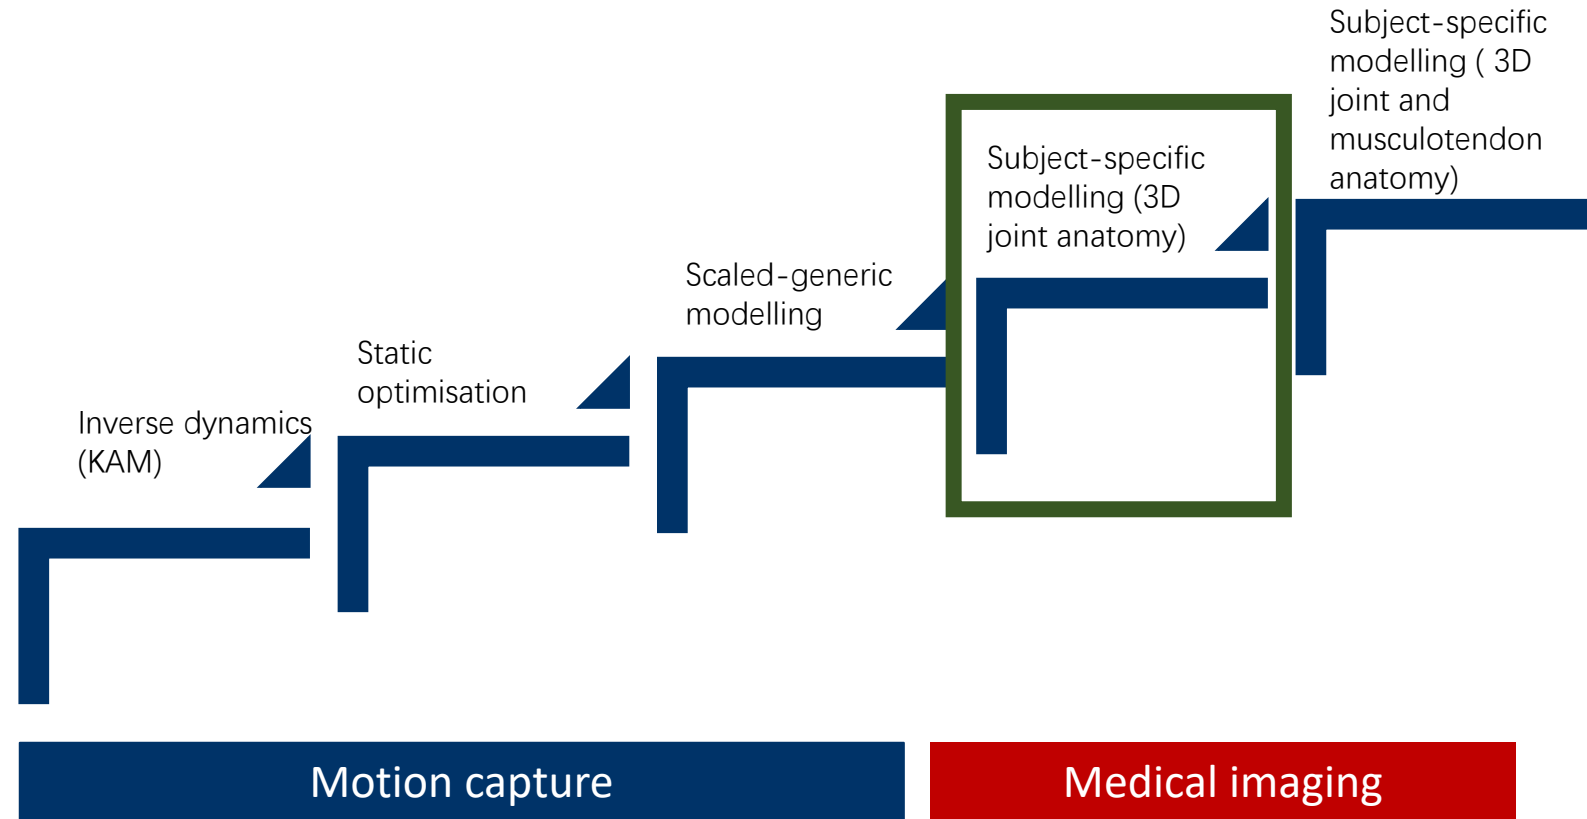 Inverse dynamics
(KAM)
Static
optimisation
Scaled-generic
modelling
Subject-specific
modelling (3D
joint anatomy)
Subject-specific
modelling ( 3D
joint and
musculotendon
anatomy)
Motion capture
Medical imaging